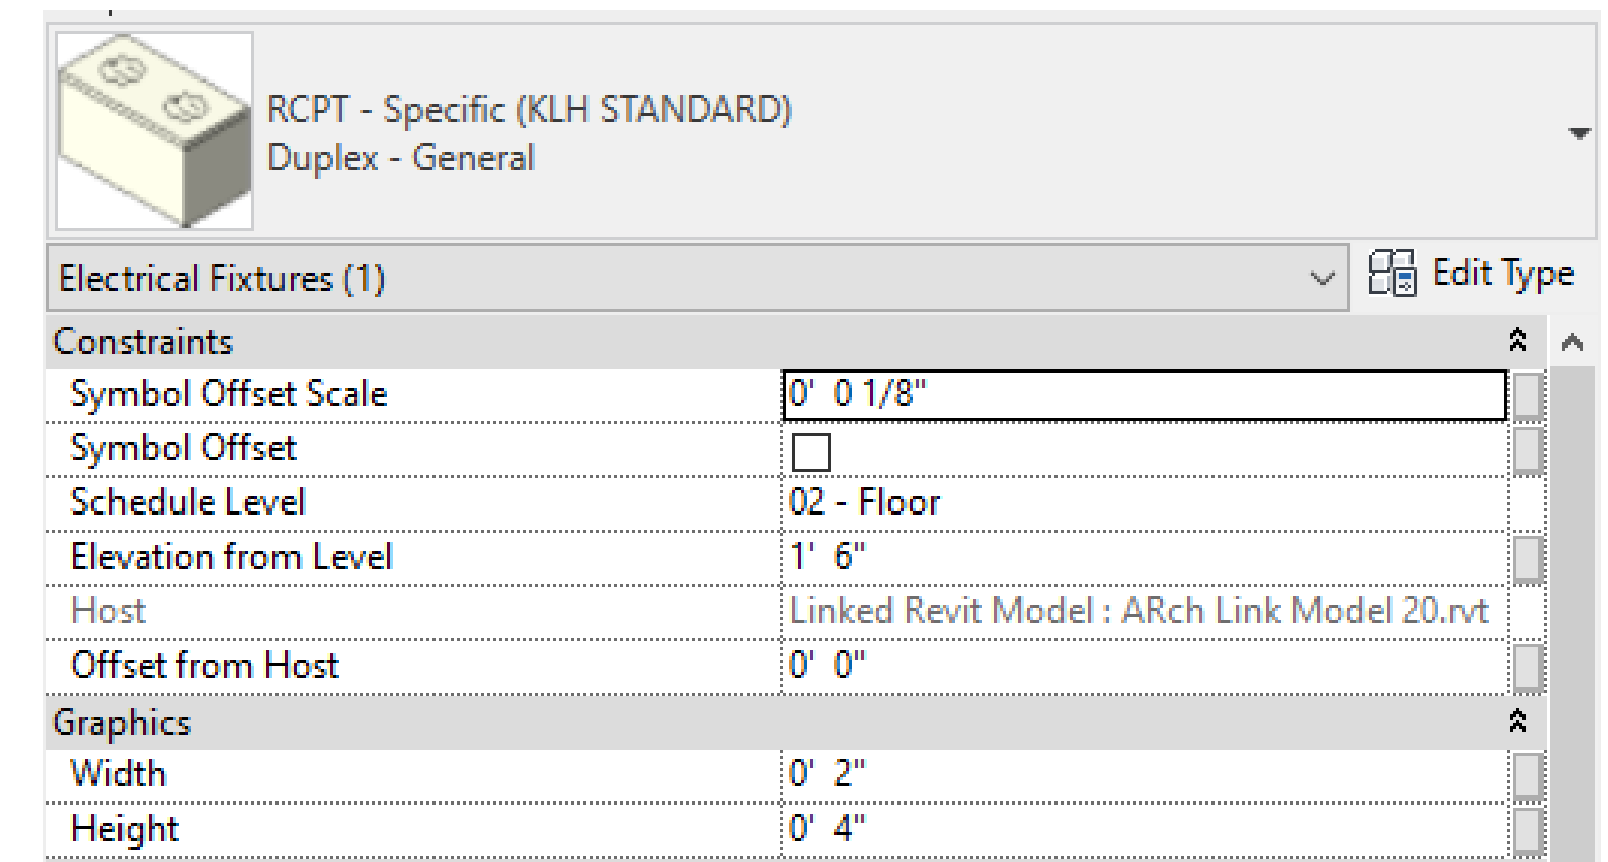 RCPT - Specific (KLH STANDARD)
Duplex - General
Electrical Fixtures (1)
Edit Type
Constraints
Symbol Offset Scale 0' 0 1/8"
Symbol Offset
Schedule Level 02 - Floor
Elevation from Level 1' 6"
Host Linked Revit Model : ARch Link Model 20.rvt
Offset from Host 0' 0"
Graphics
Width 0' 2"
Height 0' 4"